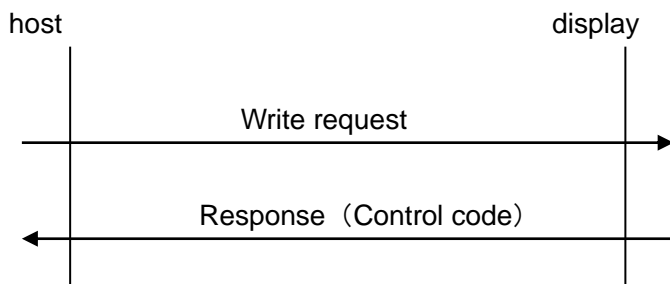 host display
Write request
Response（Control code）